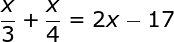 x/3 + x/4 = 2x − 17